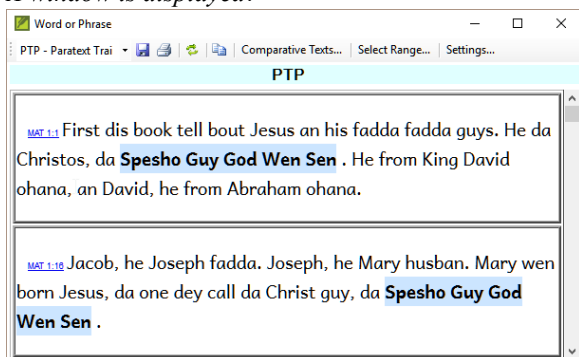 A window is displayed.
Word or Phrase
PTP - Paratext Trai Comparative Texts... Select Range... Settings...
PTP
MAT 1:1 First dis book tell bout Jesus an his fadda fadda guys. He da
Christos, da Spesho Guy God Wen Sen . He from King David
ohana, an David, he from Abraham ohana.
MAT 1:16 Jacob, he Joseph fadda. Joseph, he Mary husban. Mary wen
born Jesus, da one dey call da Christ guy, da Spesho Guy God
Wen Sen .